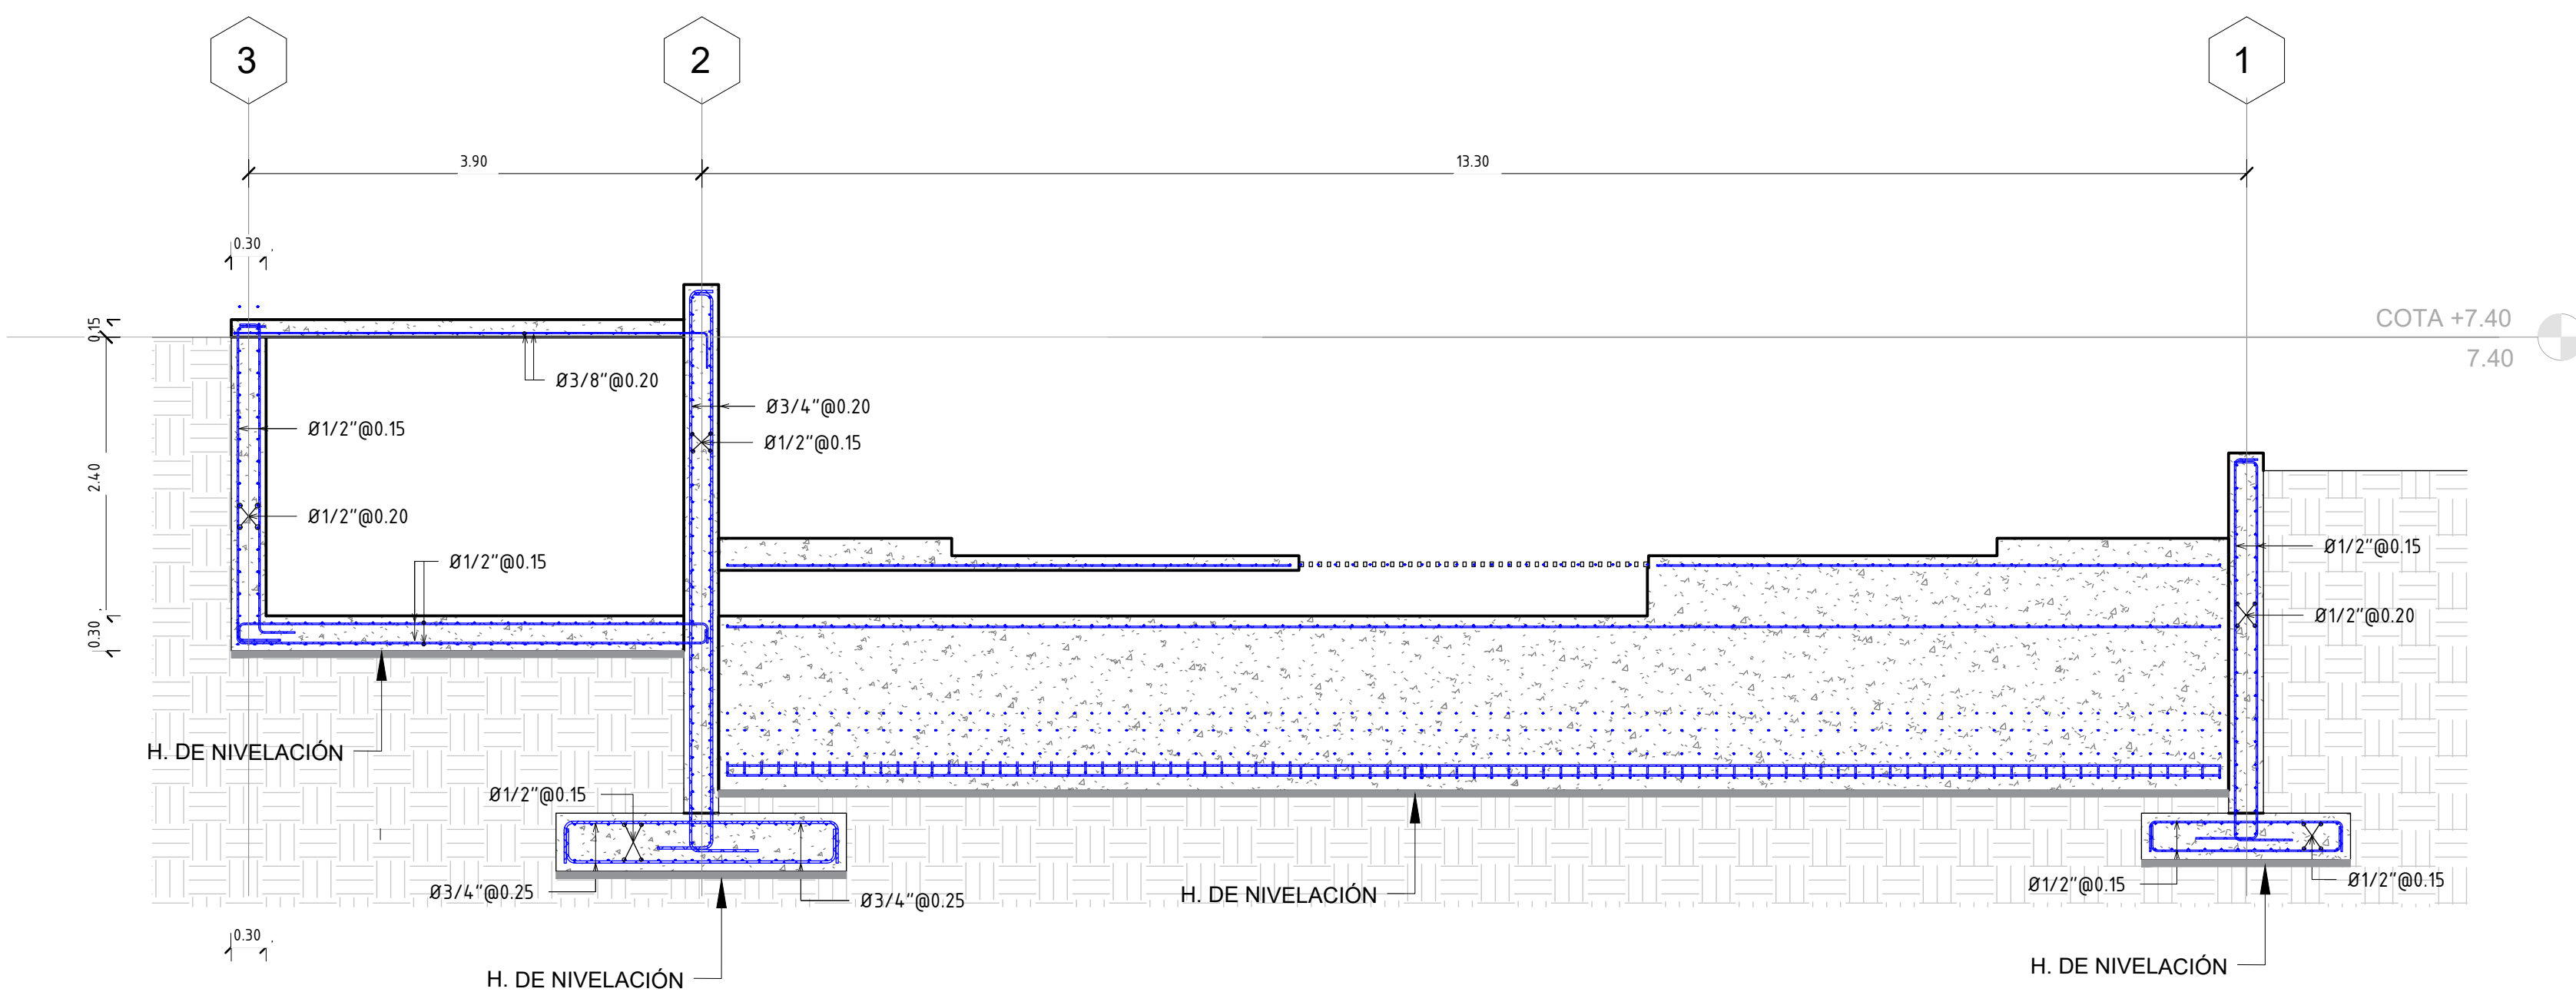 3
2
1
3.90
13.30
0.30
0.15
COTA +7.40
7.40
Ø3/8"@0.20
Ø3/4"@0.20
Ø1/2"@0.15
Ø1/2"@0.15
2.40
Ø1/2"@0.20
Ø1/2"@0.15
Ø1/2"@0.15
Ø1/2"@0.20
0.30
H. DE NIVELACIÓN
Ø1/2"@0.15
Ø3/4"@0.25
Ø3/4"@0.25
H. DE NIVELACIÓN
Ø1/2"@0.15
Ø1/2"@0.15
0.30
H. DE NIVELACIÓN
H. DE NIVELACIÓN